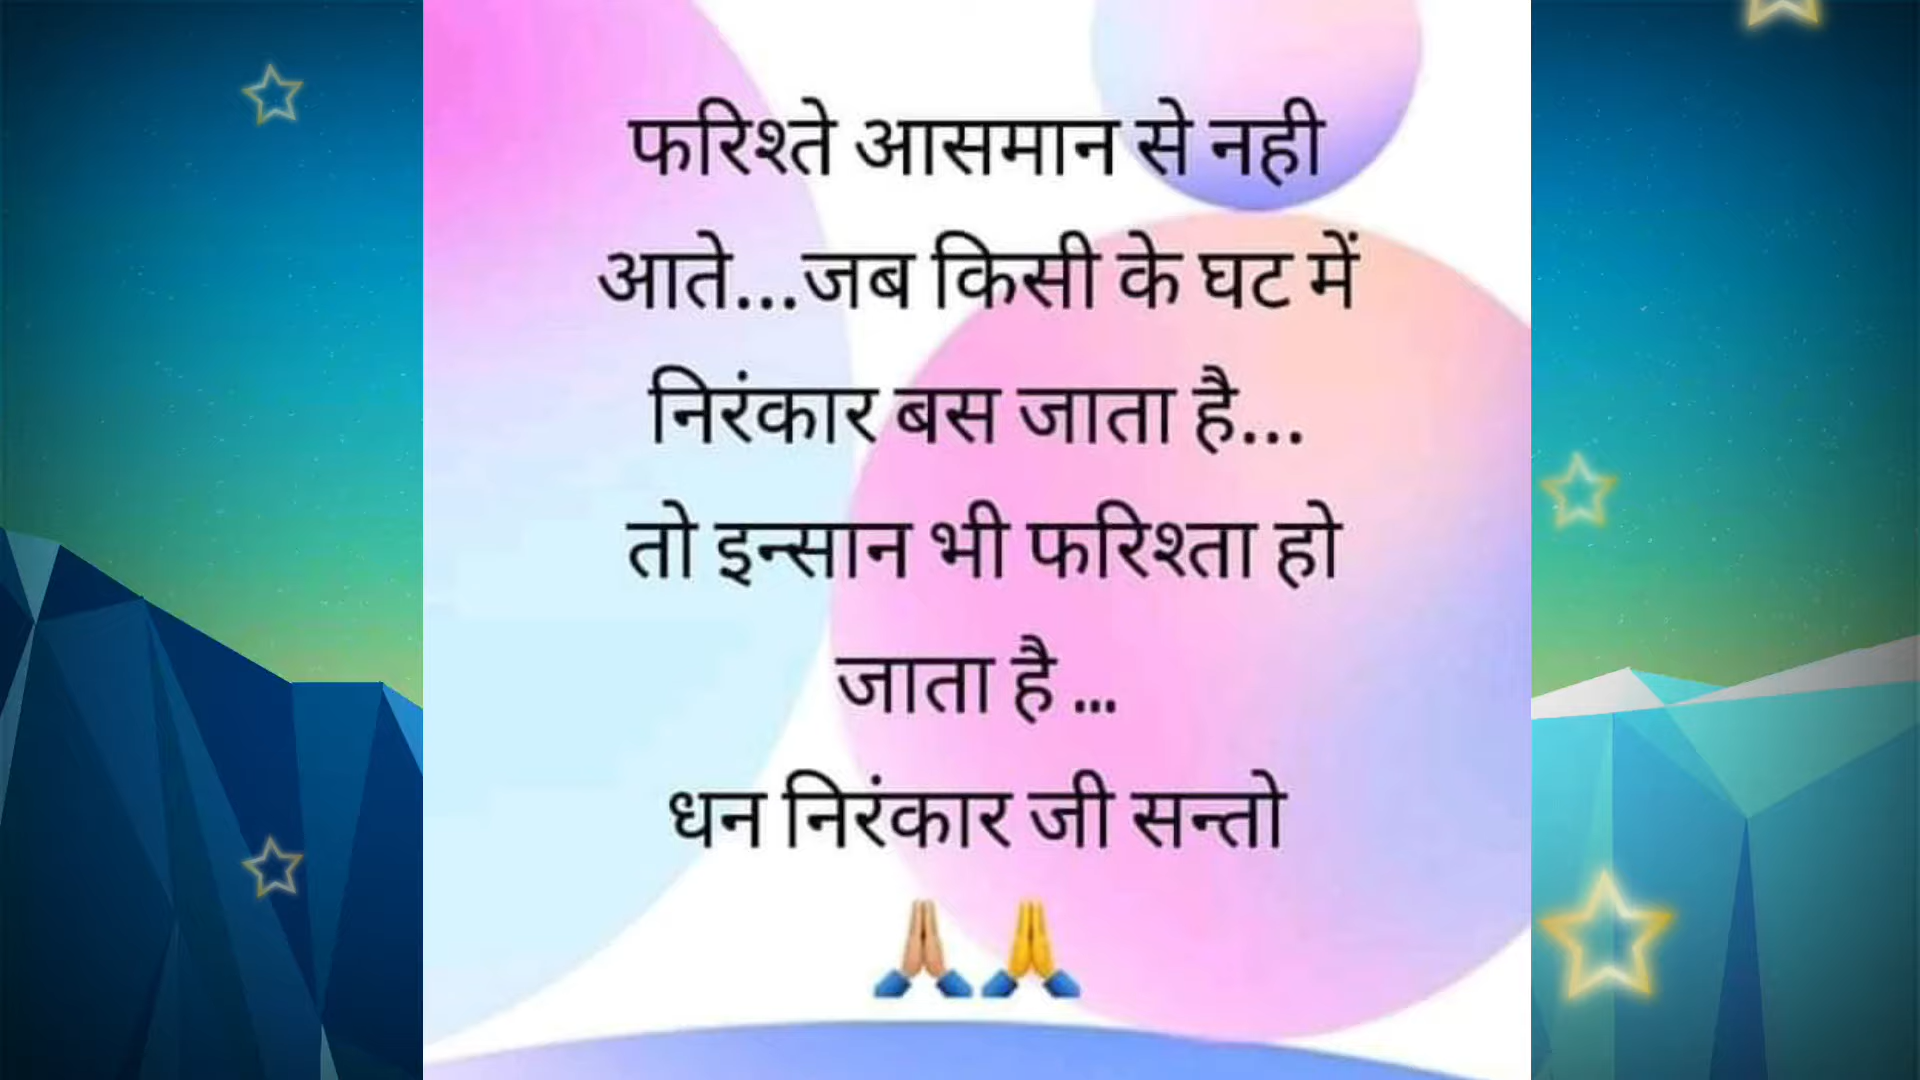 फरिश्ते आसमान से नही
आते...जब किसी के घट में
निरंकार बस जाता है...
तो इन्सान भी फरिश्ता हो
जाता है ...
धन निरंकार जी सन्तो
🙏🏼🙏